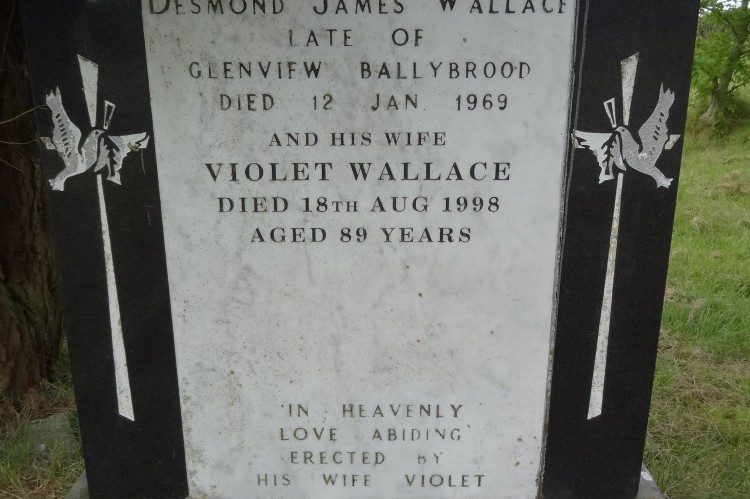 DESMOND JAMES WALLACE
LATE OF
GLENVIEW BALLYBROOD
DIED 12 JAN 1969
AND HIS WIFE
VIOLET WALLACE
DIED 18TH AUG 1998
AGED 89 YEARS
'IN HEAVENLY
LOVE ABIDING'
ERECTED BY
HIS WIFE VIOLET